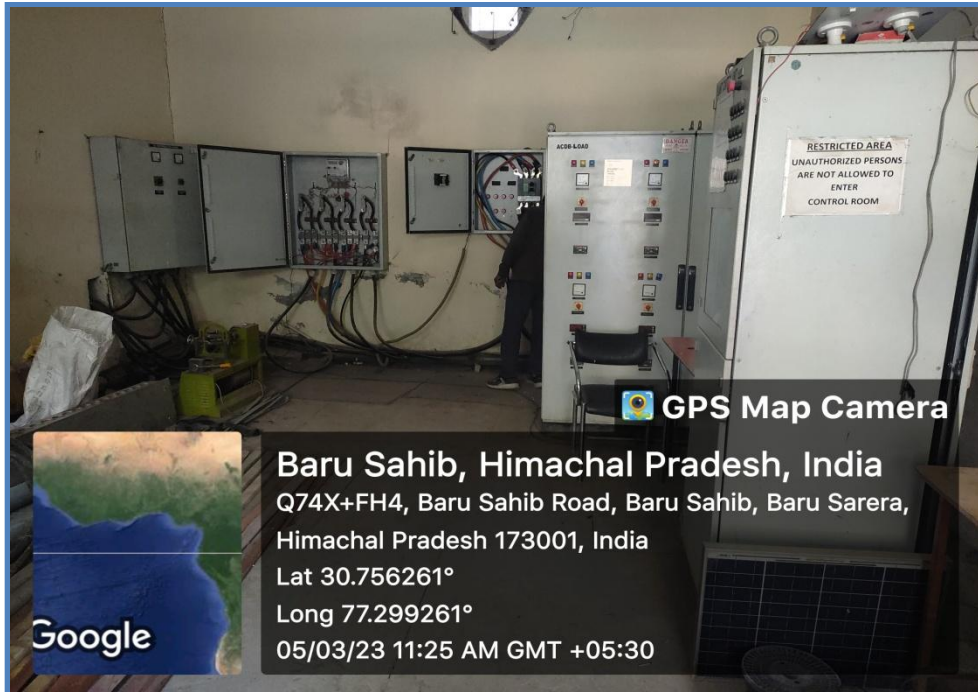 ACDB-LOAD
DANGER
RESTRICTED AREA
UNAUTHORIZED PERSONS
ARE NOT ALLOWED TO
ENTER
CONTROL ROOM
GPS Map Camera
Baru Sahib, Himachal Pradesh, India
Q74X+FH4, Baru Sahib Road, Baru Sahib, Baru Sarera,
Himachal Pradesh 173001, India
Lat 30.756261°
Long 77.299261°
05/03/23 11:25 AM GMT +05:30
Google